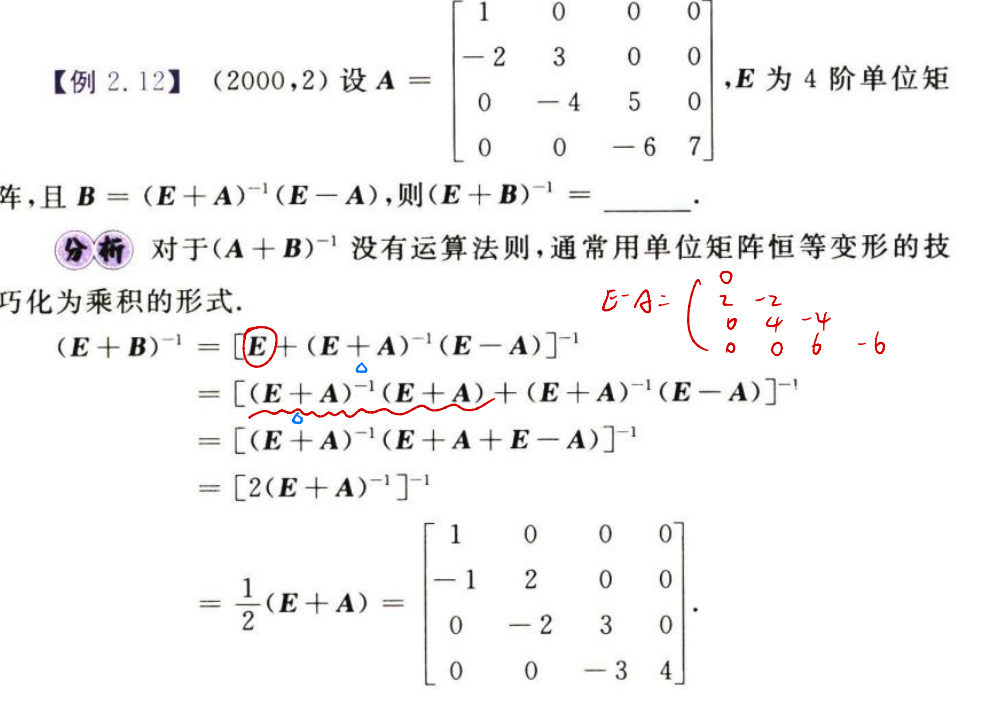 1 0 0 0
【例 2.12】 (2000,2) 设 A = - 2 3 0 0 ,E 为 4 阶单位矩
0 - 4 5 0
0 0 - 6 7
阵,且 B = (E + A)⁻¹(E - A),则(E + B)⁻¹ = ______.
分析 对于(A + B)⁻¹ 没有运算法则,通常用单位矩阵恒等变形的技
巧化为乘积的形式.
E-A= 0
2 -2
0 4 -4
0 0 6 -6
(E + B)⁻¹ = [E + (E + A)⁻¹(E - A)]⁻¹
= [(E + A)⁻¹(E + A) + (E + A)⁻¹(E - A)]⁻¹
= [(E + A)⁻¹(E + A + E - A)]⁻¹
= [2(E + A)⁻¹]⁻¹
1 0 0 0
- 1 2 0 0
= 1/2 (E + A) = 0 - 2 3 0 .
0 0 - 3 4